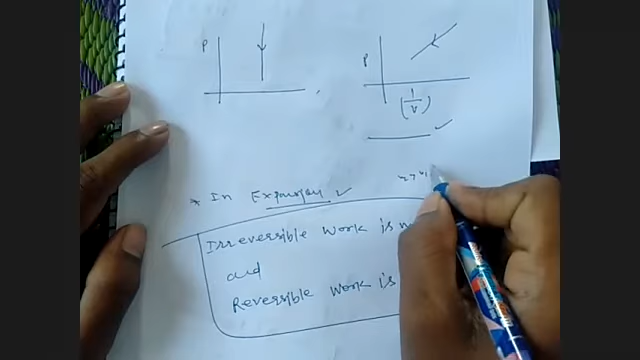 P
P
(1/V)
* In Expansion ✓
Irreversible work is
and
Reversible work is